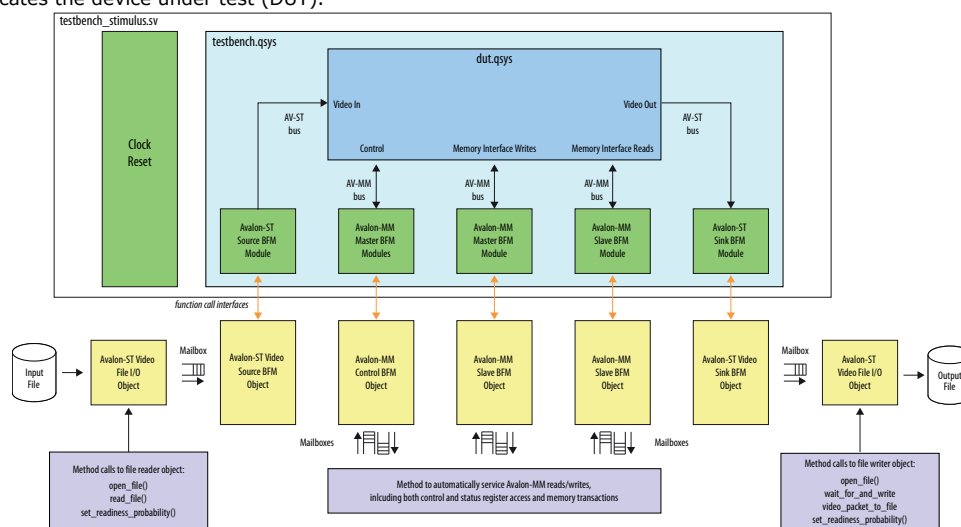 cates the device under test (DUT).
testbench_stimulus.sv
testbench.qsys
dut.qsys
Video In
Video Out
AV-ST
bus
AV-ST
bus
Clock
Reset
Control
Memory Interface Writes
Memory Interface Reads
AV-MM
bus
AV-MM
bus
AV-MM
bus
Avalon-ST
Source BFM
Module
Avalon-MM
Master BFM
Modules
Avalon-MM
Master BFM
Module
Avalon-MM
Slave BFM
Module
Avalon-ST
Sink BFM
Module
function call interfaces
Input
File
Avalon-ST Video
File I/O
Object
Mailbox
Avalon-ST Video
Source BFM
Object
Avalon-MM
Control BFM
Object
Avalon-MM
Slave BFM
Object
Avalon-MM
Slave BFM
Object
Avalon-ST Video
Sink BFM
Object
Mailbox
Avalon-ST
Video File I/O
Object
Output
File
Mailboxes
Mailboxes
Method calls to file reader object:
open_file()
read_file()
set_readiness_probability()
Method to automatically service Avalon-MM reads/writes,
inlcuding both control and status register access and memory transactions
Method calls to file writer object:
open_file()
wait_for_and_write
video_packet_to_file
set_readiness_probability()